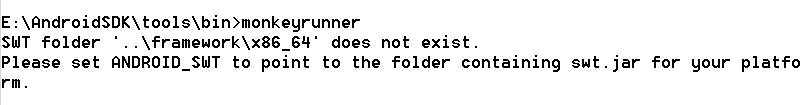 E:\AndroidSDK\tools\bin>monkeyrunner
SWT folder '..\framework\x86_64' does not exist.
Please set ANDROID_SWT to point to the folder containing swt.jar for your platfo
rm.